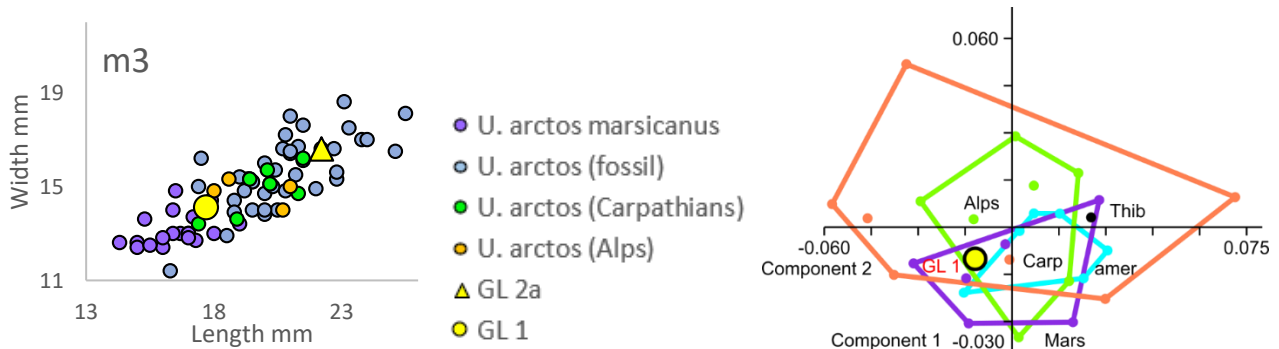 m3
Width mm
19
15
11
13
18
23
Length mm
U. arctos marsicanus
U. arctos (fossil)
U. arctos (Carpathians)
U. arctos (Alps)
GL 2a
GL 1
0.060
Alps
Thib
-0.060
0.075
Component 2
GL 1
Carp
amer
Component 1
-0.030
Mars